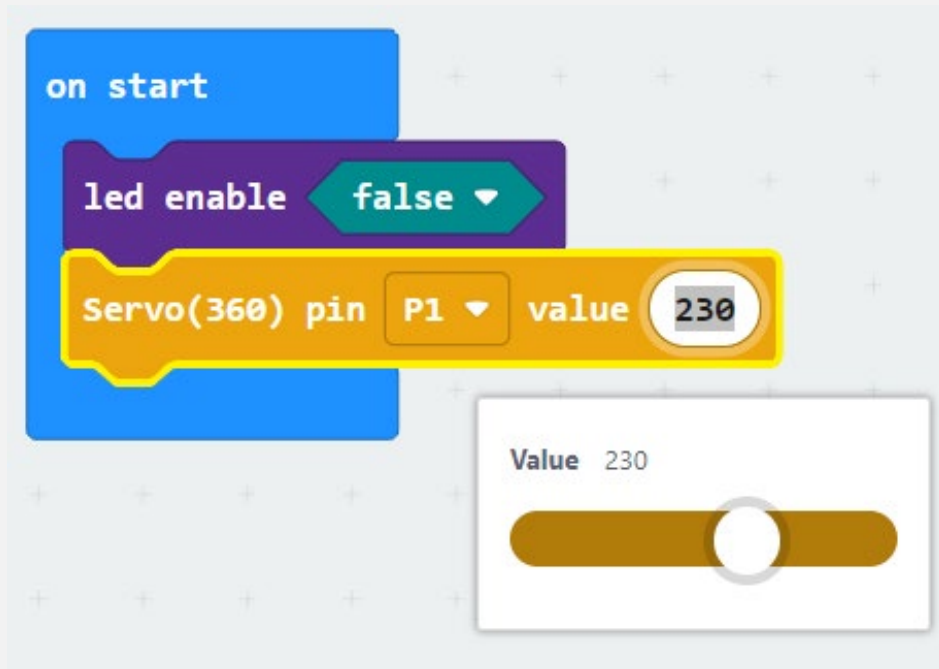 on start
led enable false
Servo(360) pin P1 value 230
Value 230